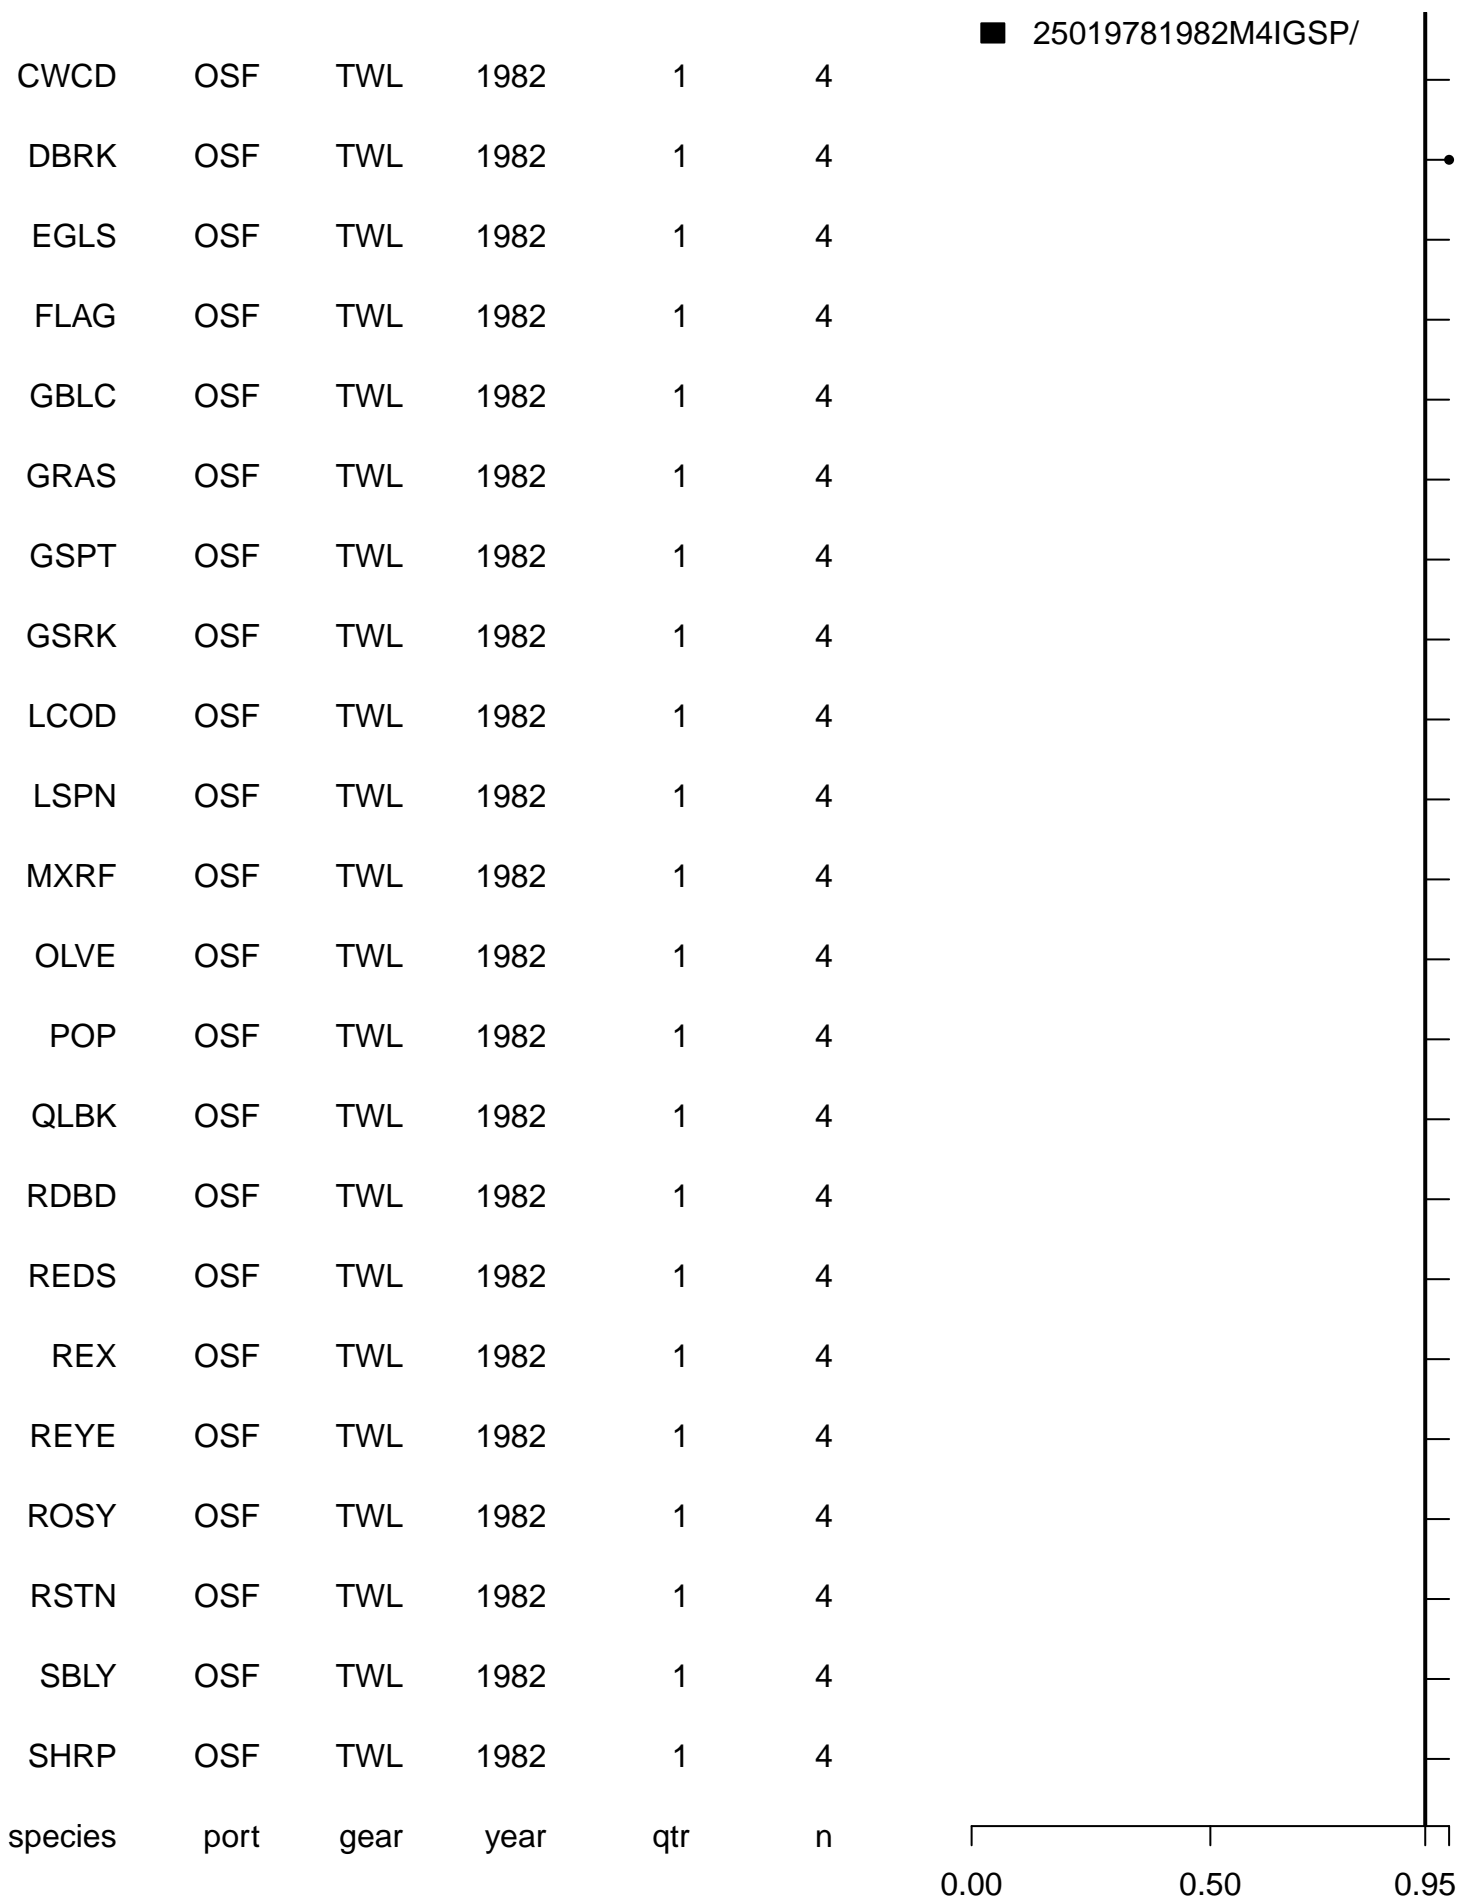 25019781982M4IGSP/
CWCD OSF TWL 1982 1 4
DBRK OSF TWL 1982 1 4
EGLS OSF TWL 1982 1 4
FLAG OSF TWL 1982 1 4
GBLC OSF TWL 1982 1 4
GRAS OSF TWL 1982 1 4
GSPT OSF TWL 1982 1 4
GSRK OSF TWL 1982 1 4
LCOD OSF TWL 1982 1 4
LSPN OSF TWL 1982 1 4
MXRF OSF TWL 1982 1 4
OLVE OSF TWL 1982 1 4
POP OSF TWL 1982 1 4
QLBK OSF TWL 1982 1 4
RDBD OSF TWL 1982 1 4
REDS OSF TWL 1982 1 4
REX OSF TWL 1982 1 4
REYE OSF TWL 1982 1 4
ROSY OSF TWL 1982 1 4
RSTN OSF TWL 1982 1 4
SBLY OSF TWL 1982 1 4
SHRP OSF TWL 1982 1 4
species port gear year qtr n
0.00 0.50 0.95